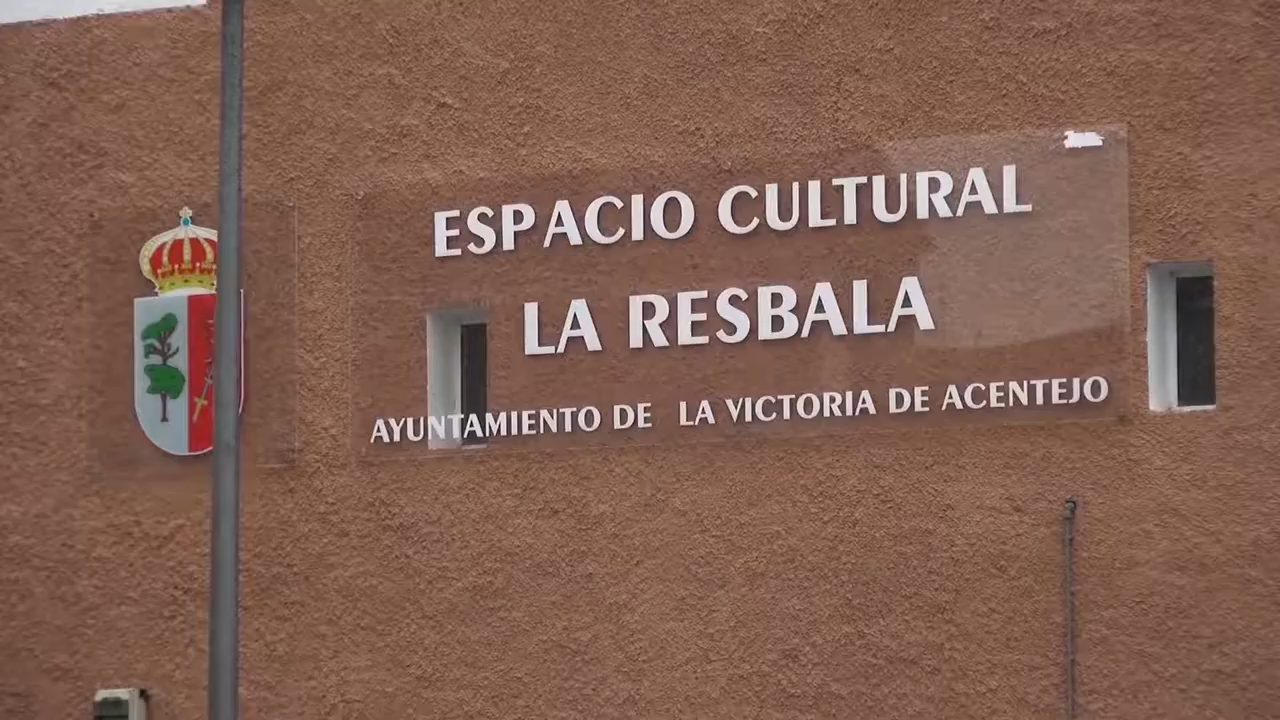 ESPACIO CULTURAL
LA RESBALA
AYUNTAMIENTO DE LA VICTORIA DE ACENTEJO